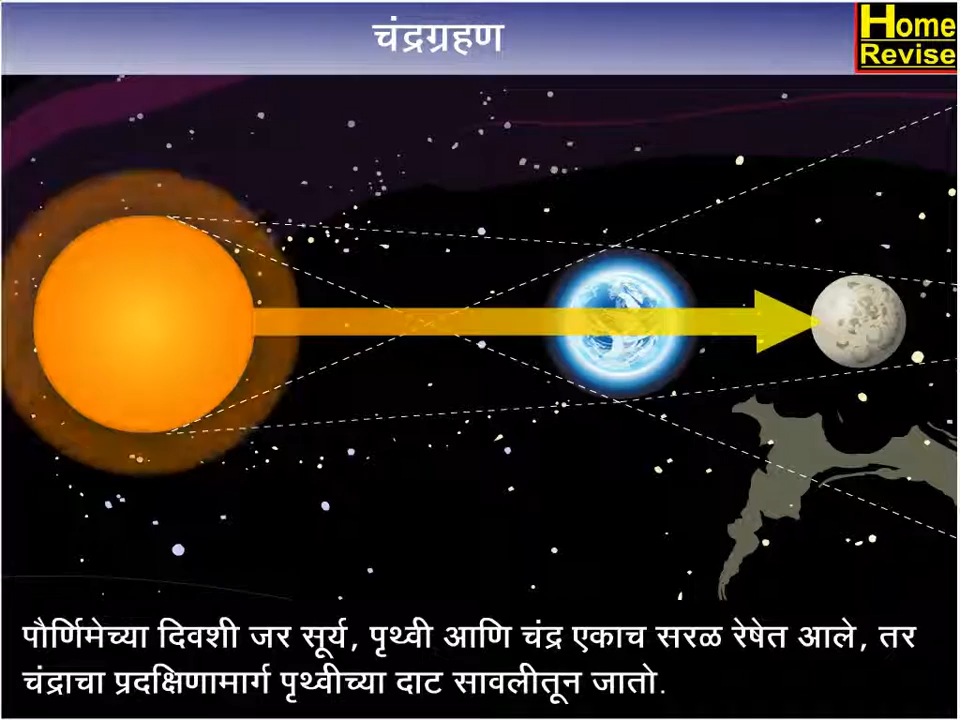 चंद्रग्रहण
Home
Revise
पौर्णिमेच्या दिवशी जर सूर्य, पृथ्वी आणि चंद्र एकाच सरळ रेषेत आले, तर
चंद्राचा प्रदक्षिणामार्ग पृथ्वीच्या दाट सावलीतून जातो.